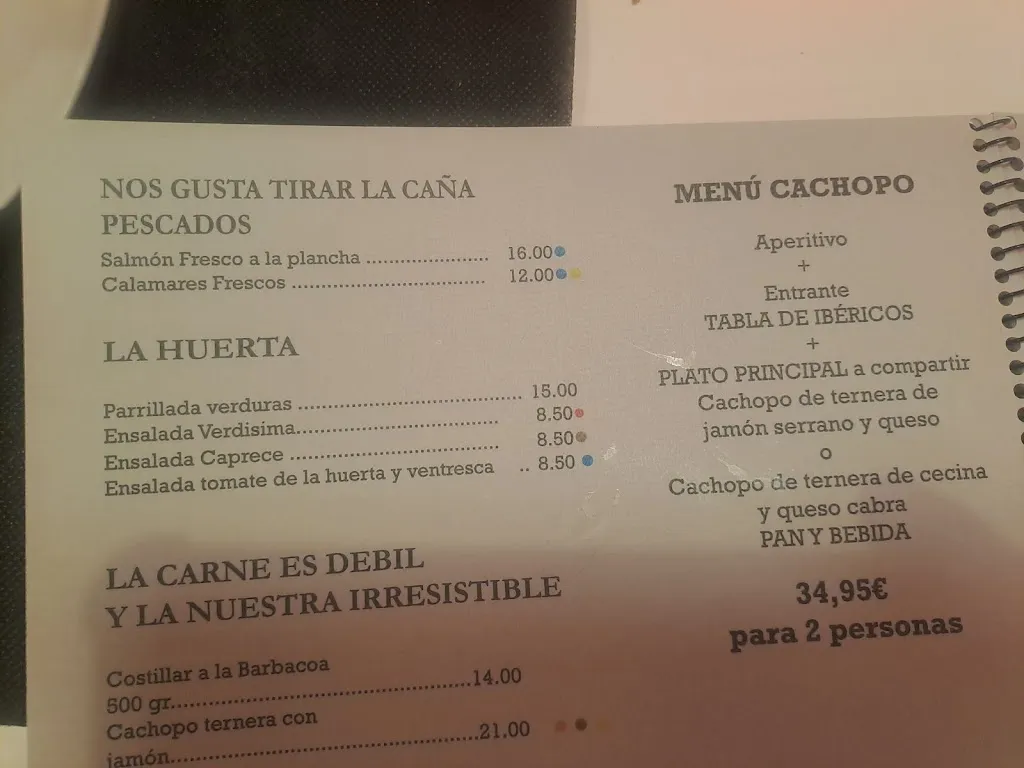 NOS GUSTA TIRAR LA CAÑA
PESCADOS
Salmón Fresco a la plancha ..................... 16.00
Calamares Frescos ................................. 12.00
LA HUERTA
Parrillada verduras ...................................... 15.00
Ensalada Verdisima.................................. 8.50
Ensalada Caprece ................................... 8.50
Ensalada tomate de la huerta y ventresca .. 8.50
LA CARNE ES DEBIL
Y LA NUESTRA IRRESISTIBLE
Costillar a la Barbacoa
500 gr...................................................14.00
Cachopo ternera con
jamón....................................................21.00
MENÚ CACHOPO
Aperitivo
+
Entrante
TABLA DE IBÉRICOS
+
PLATO PRINCIPAL a compartir
Cachopo de ternera de
jamón serrano y queso
o
Cachopo de ternera de cecina
y queso cabra
PAN Y BEBIDA
34,95€
para 2 personas